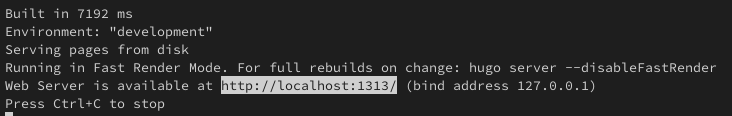 Built in 7192 ms
Environment: "development"
Serving pages from disk
Running in Fast Render Mode. For full rebuilds on change: hugo server --disableFastRender
Web Server is available at http://localhost:1313/ (bind address 127.0.0.1)
Press Ctrl+C to stop